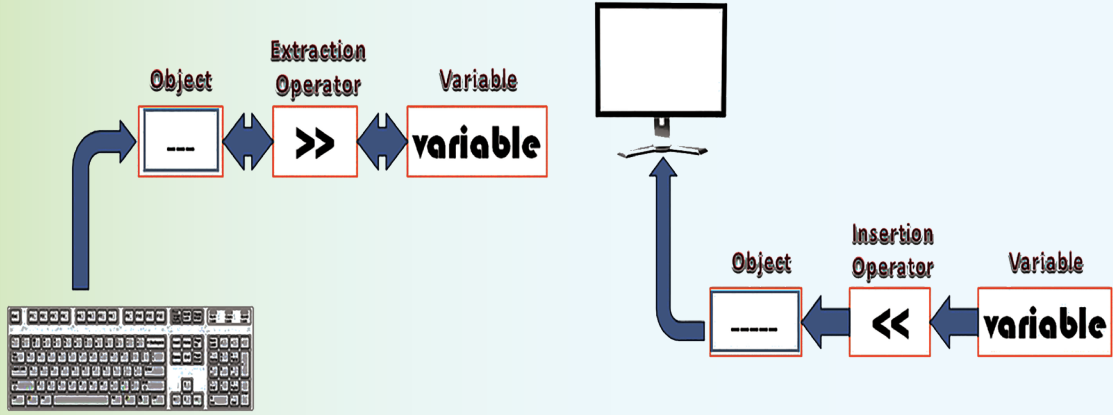 Object
Extraction
Operator
Variable
---
>>
variable
Object
Insertion
Operator
Variable
-----
<<
variable